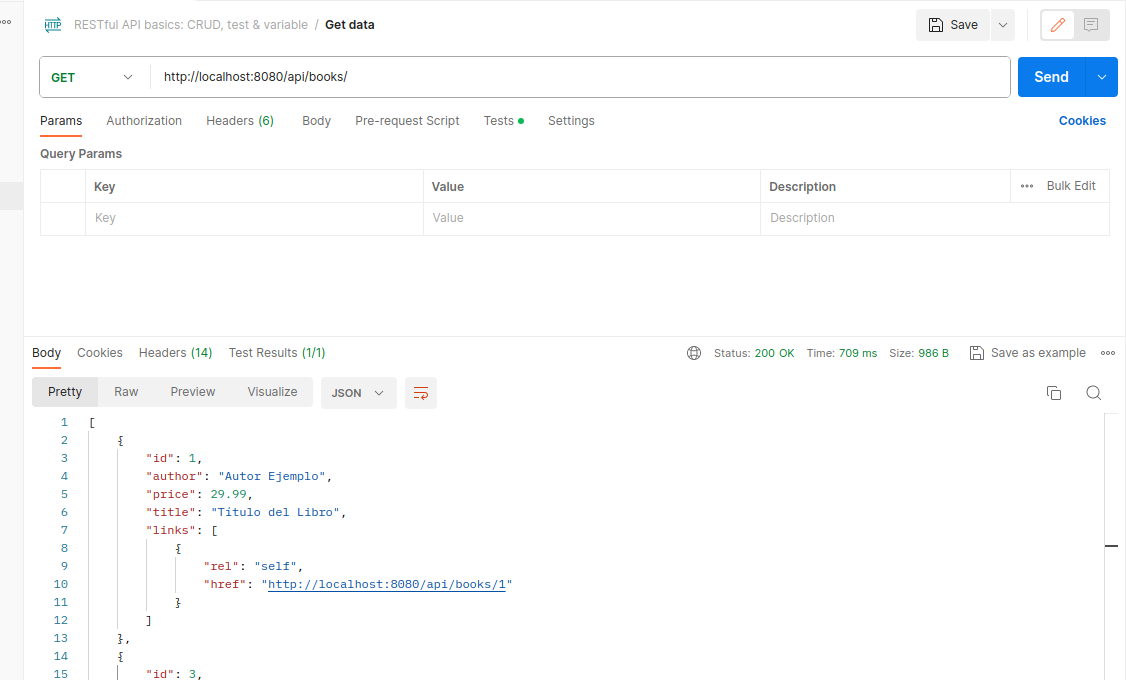 HTTP RESTful API basics: CRUD, test & variable / Get data Save
GET http://localhost:8080/api/books/ Send
Params Authorization Headers (6) Body Pre-request Script Tests Settings Cookies
Query Params
Key Value Description Bulk Edit
Key Value Description
Body Cookies Headers (14) Test Results (1/1) Status: 200 OK Time: 709 ms Size: 986 B Save as example
Pretty Raw Preview Visualize JSON
1 [
2 {
3 "id": 1,
4 "author": "Autor Ejemplo",
5 "price": 29.99,
6 "title": "Título del Libro",
7 "links": [
8 {
9 "rel": "self",
10 "href": "http://localhost:8080/api/books/1"
11 }
12 ]
13 },
14 {
15 "id": 3,